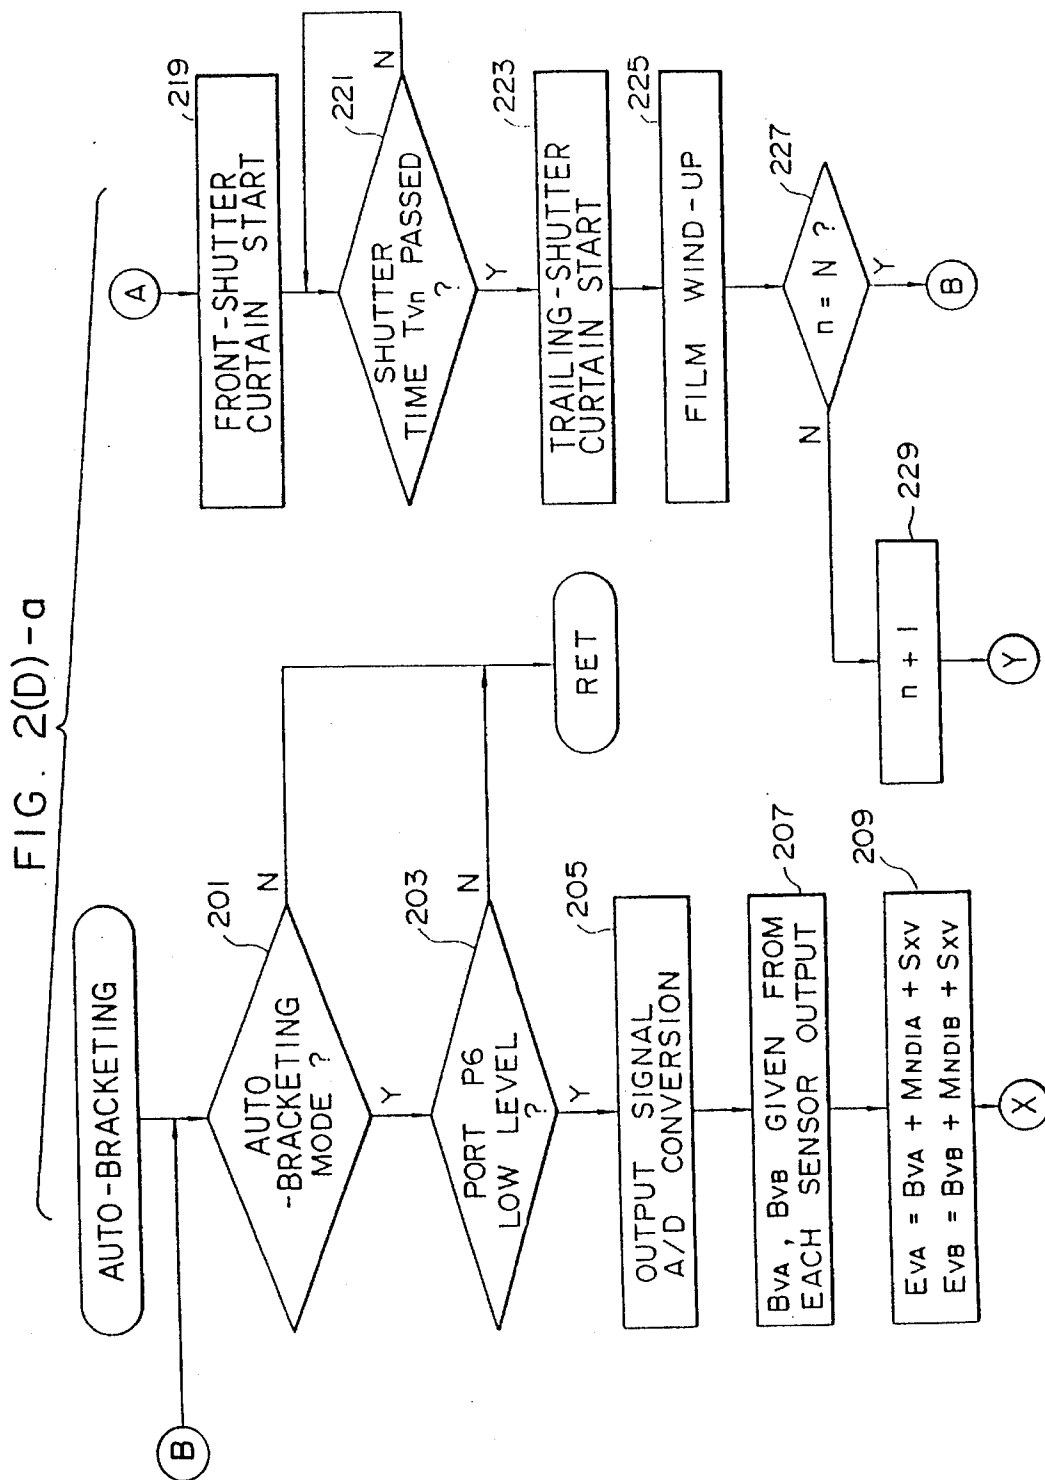 FIG. 2(D)-a
AUTO-BRACKETING
B
201
AUTO
-BRACKETING
MODE ?
N
Y
203
PORT P6
LOW LEVEL
?
N
Y
RET
205
OUTPUT SIGNAL
A/D CONVERSION
207
BVA, BVB GIVEN FROM
EACH SENSOR OUTPUT
209
EVA = BVA + MNDIA + SXV
EVB = BVB + MNDIB + SXV
X
A
219
FRONT-SHUTTER
CURTAIN START
221
SHUTTER
TIME Tvn PASSED
?
N
Y
223
TRAILING-SHUTTER
CURTAIN START
225
FILM WIND-UP
227
n = N ?
N
Y
B
229
n + 1
Y